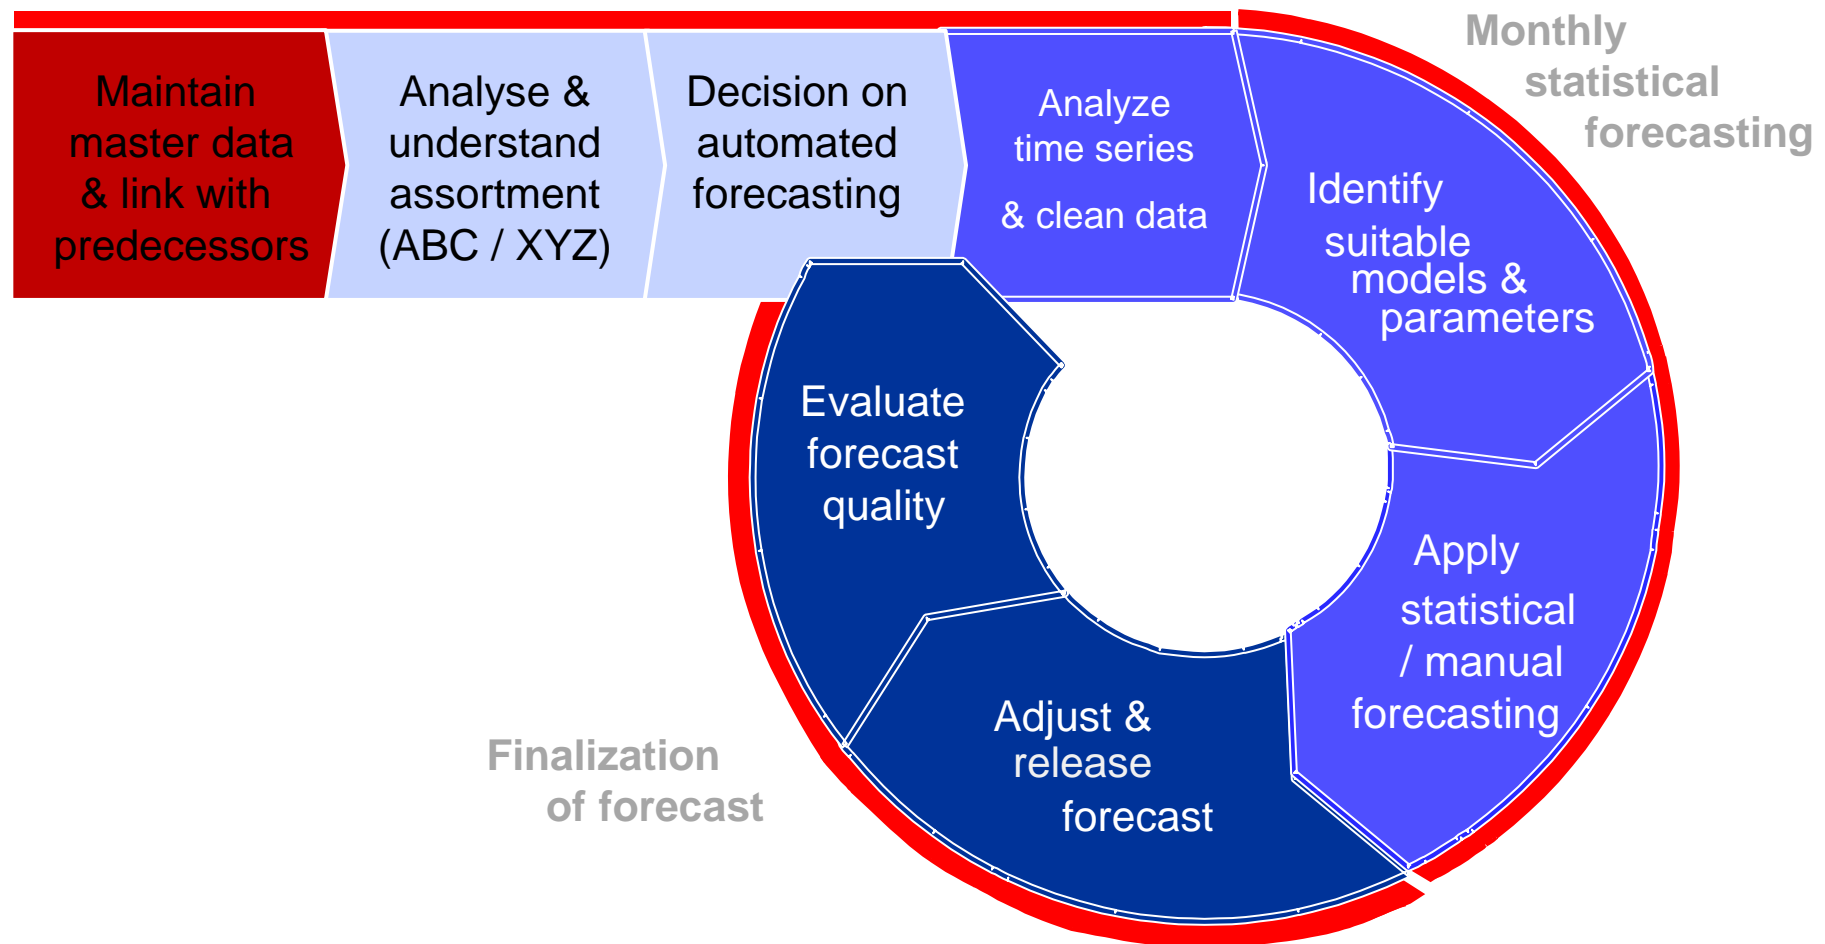 Maintain
master data
& link with
predecessors
Analyse &
understand
assortment
(ABC / XYZ)
Decision on
automated
forecasting
Analyze
time series
& clean data
Monthly
statistical
forecasting
Identify
suitable
models &
parameters
Apply
statistical
/ manual
forecasting
Adjust &
release
forecast
Evaluate
forecast
quality
Finalization
of forecast